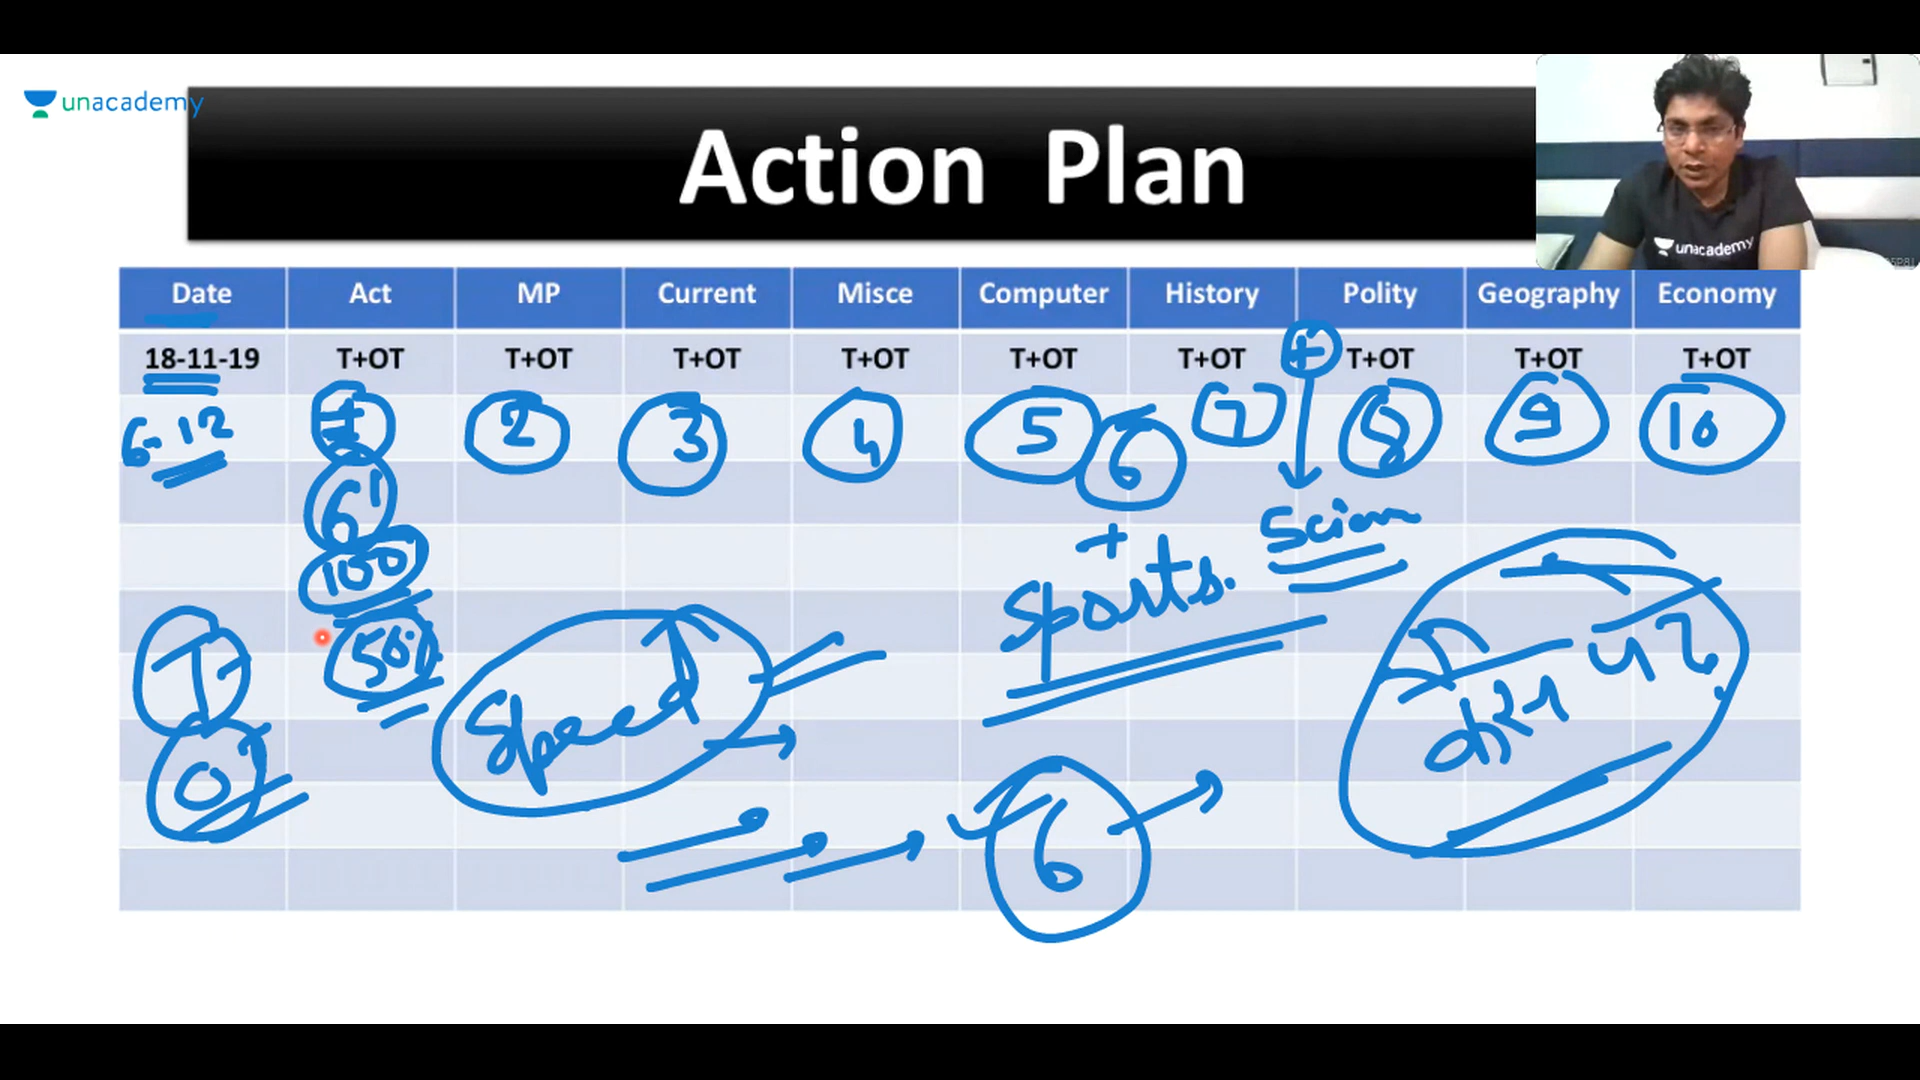 unacademy
Action Plan
unacademy
Date Act MP Current Misce Computer History Polity Geography Economy
18-11-19 T+OT T+OT T+OT T+OT T+OT T+OT + T+OT T+OT T+OT
6-12 1 2 3 4 5 6 7 8 9 10
61
100
Scien
+
Sports.
T
50
Speed
O
6